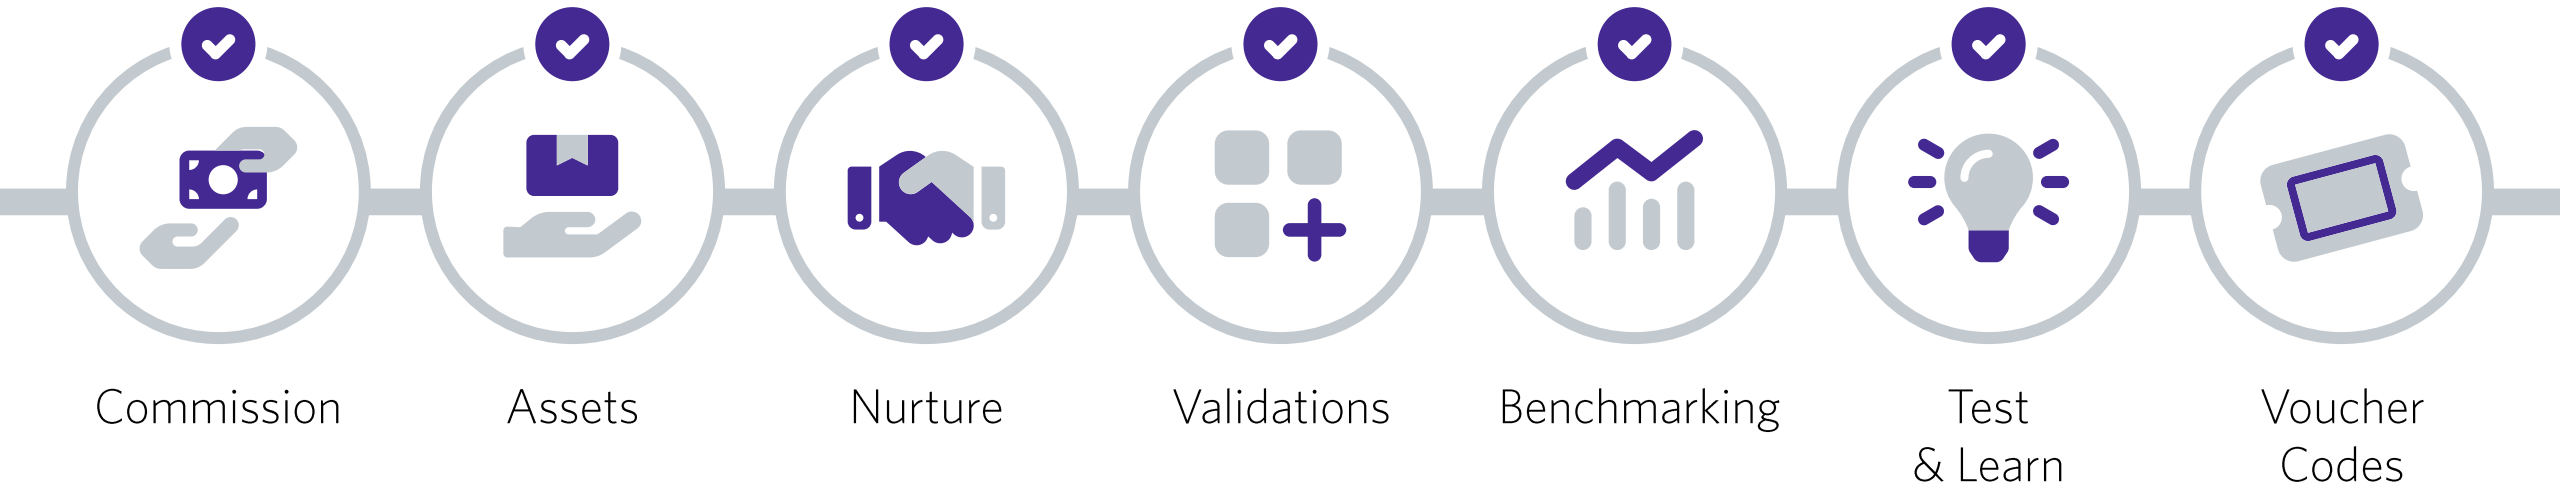 Commission
Assets
Nurture
Validations
Benchmarking
Test
& Learn
Voucher
Codes